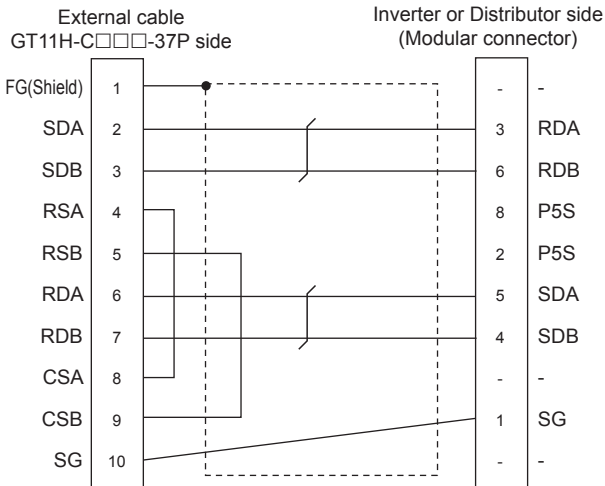 External cable
GT11H-C□□□-37P side
Inverter or Distributor side
(Modular connector)
FG(Shield) 1 - -
SDA 2 3 RDA
SDB 3 6 RDB
RSA 4 8 P5S
RSB 5 2 P5S
RDA 6 5 SDA
RDB 7 4 SDB
CSA 8 - -
CSB 9 1 SG
SG 10 - -